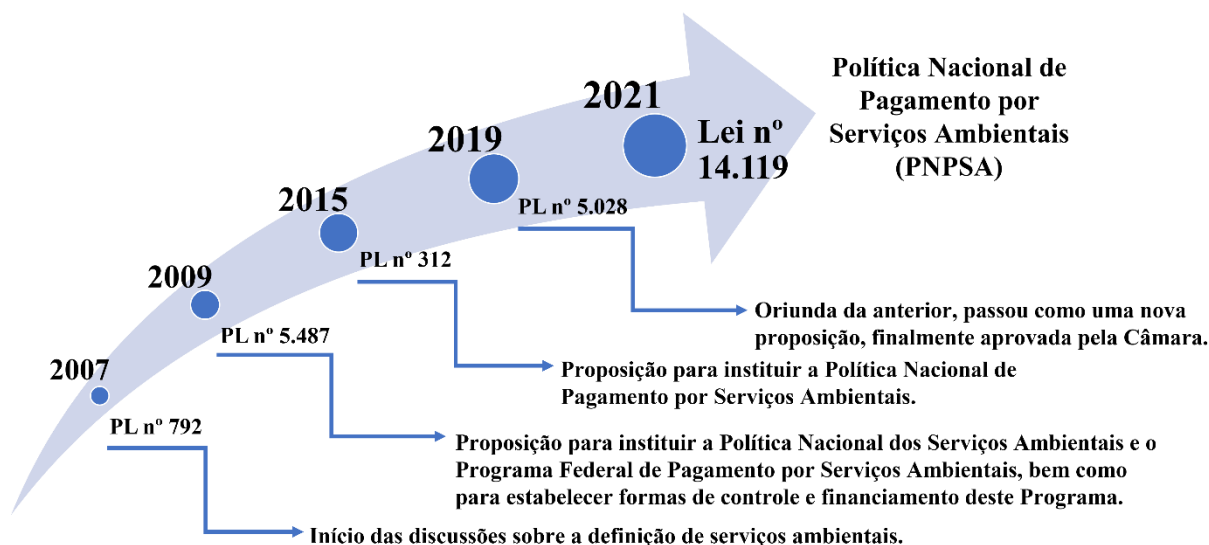 Política Nacional de
Pagamento por
Serviços Ambientais
(PNPSA)
2021
Lei nº
14.119
2019
PL nº 5.028
Oriunda da anterior, passou como uma nova
proposição, finalmente aprovada pela Câmara.
2015
PL nº 312
Proposição para instituir a Política Nacional de
Pagamento por Serviços Ambientais.
2009
PL nº 5.487
Proposição para instituir a Política Nacional dos Serviços Ambientais e o
Programa Federal de Pagamento por Serviços Ambientais, bem como
para estabelecer formas de controle e financiamento deste Programa.
2007
PL nº 792
Início das discussões sobre a definição de serviços ambientais.